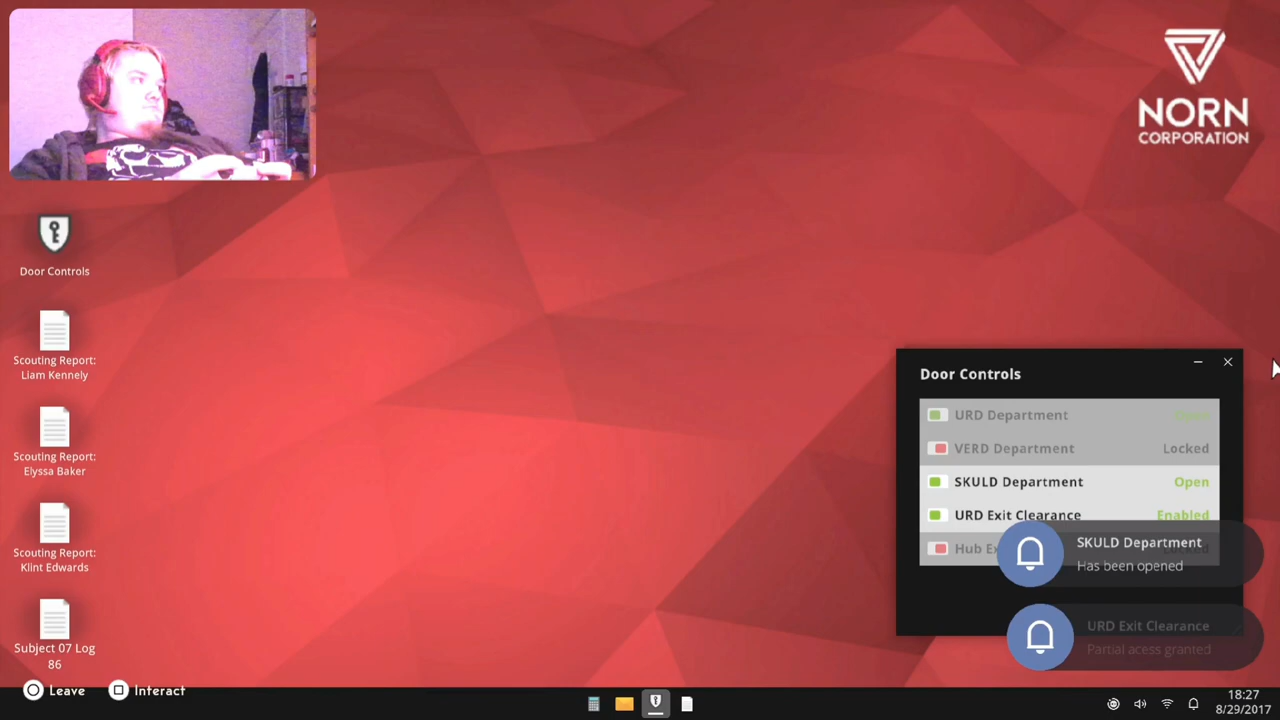 NORN
CORPORATION
Door Controls
Scouting Report:
Liam Kennely
Scouting Report:
Elyssa Baker
Scouting Report:
Klint Edwards
Subject 07 Log
86
Leave
Interact
Door Controls
URD Department
VERD Department Locked
SKULD Department Open
URD Exit Clearance Enabled
Hub
SKULD Department
Has been opened
URD Exit Clearance
Partial acess granted
18:27
8/29/2017